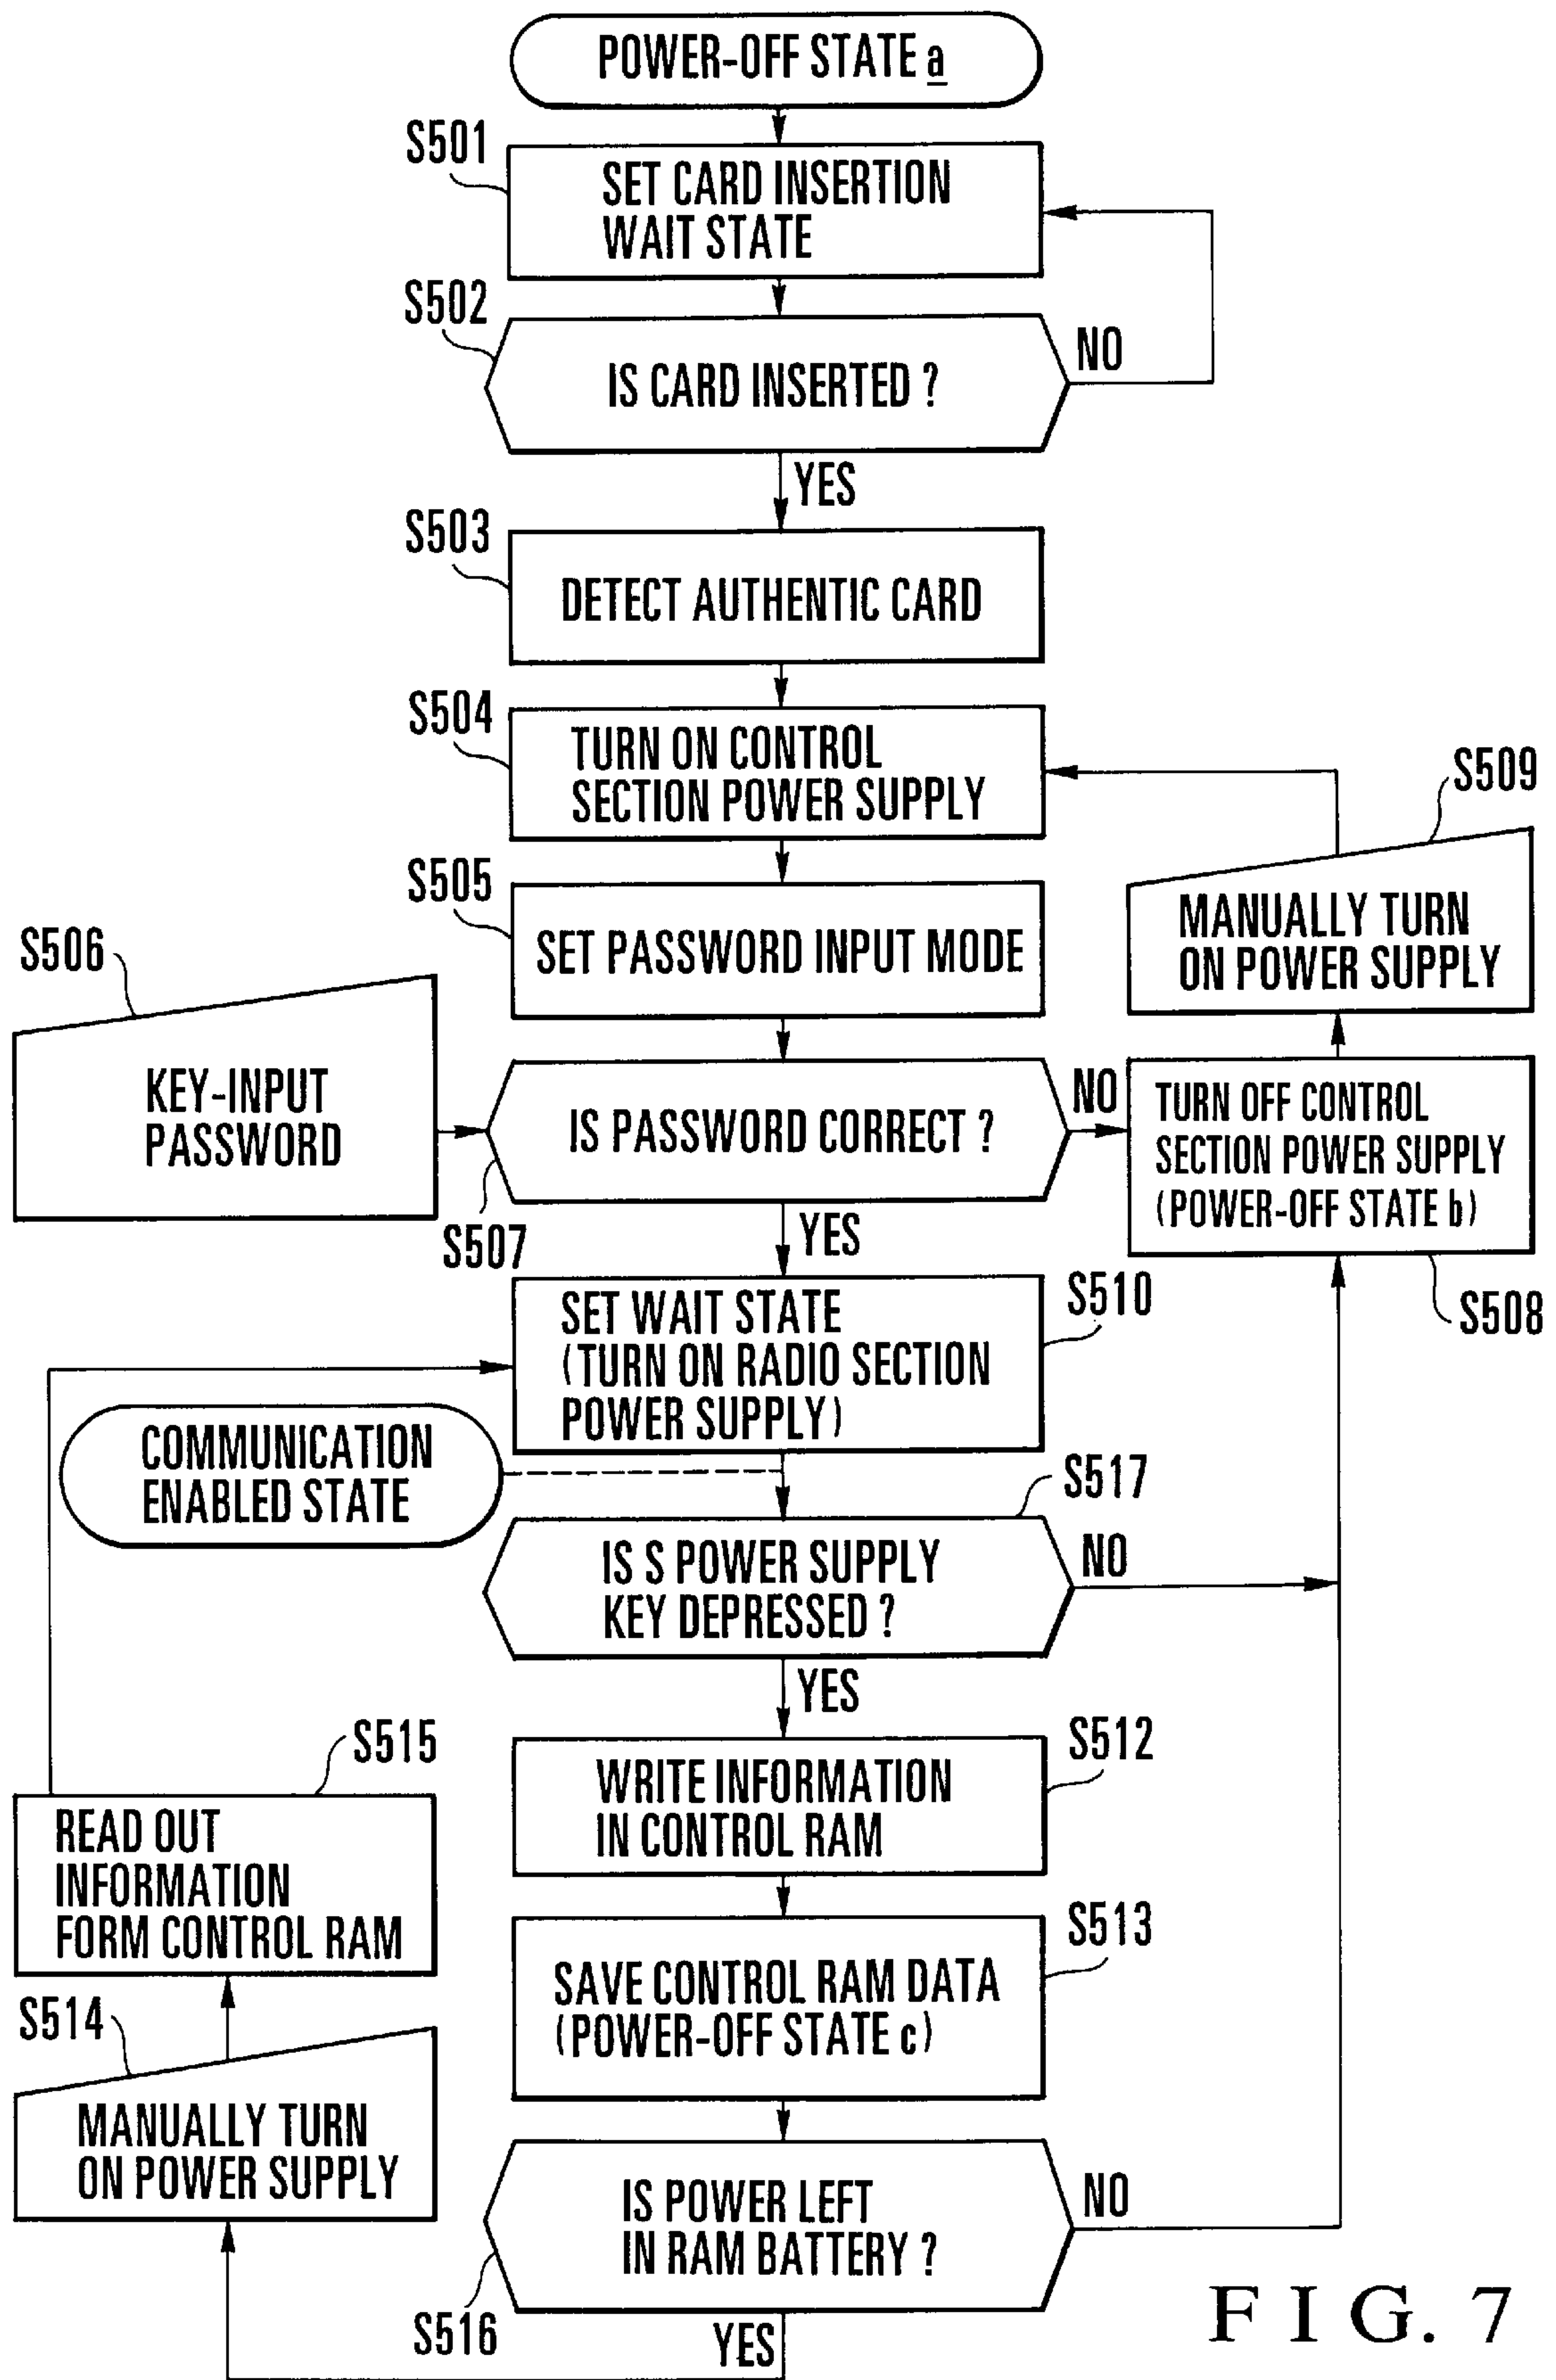 POWER-OFF STATE a
S501
SET CARD INSERTION
WAIT STATE
S502
IS CARD INSERTED ?
NO
YES
S503
DETECT AUTHENTIC CARD
S504
TURN ON CONTROL
SECTION POWER SUPPLY
S509
MANUALLY TURN
ON POWER SUPPLY
S505
SET PASSWORD INPUT MODE
S506
KEY-INPUT
PASSWORD
IS PASSWORD CORRECT ?
S507
NO
TURN OFF CONTROL
SECTION POWER SUPPLY
(POWER-OFF STATE b)
S508
YES
SET WAIT STATE
(TURN ON RADIO SECTION
POWER SUPPLY)
S510
COMMUNICATION
ENABLED STATE
S517
IS S POWER SUPPLY
KEY DEPRESSED ?
NO
YES
S512
WRITE INFORMATION
IN CONTROL RAM
S515
READ OUT
INFORMATION
FORM CONTROL RAM
S513
SAVE CONTROL RAM DATA
(POWER-OFF STATE c)
S514
MANUALLY TURN
ON POWER SUPPLY
IS POWER LEFT
IN RAM BATTERY ?
NO
S516
YES
FIG. 7